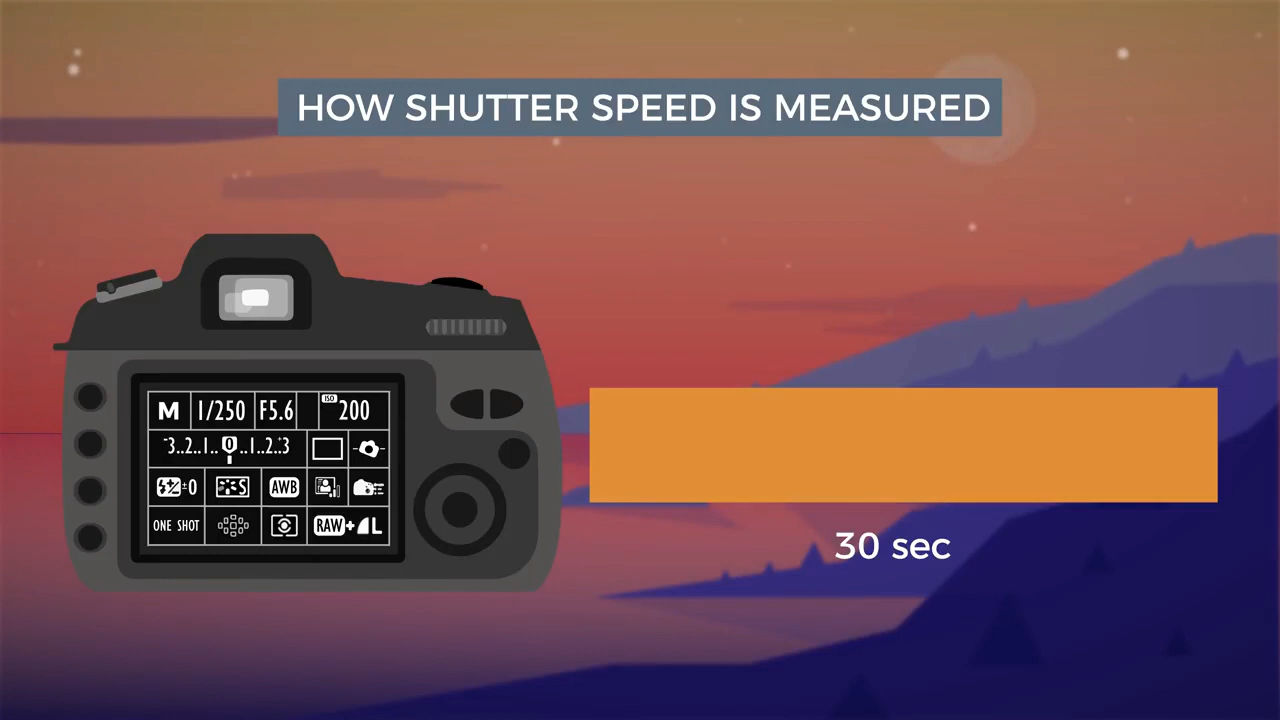 HOW SHUTTER SPEED IS MEASURED
M 1/250 F5.6 ISO 200
-3..2..1..0..1..2..+3
±0 S AWB
ONE SHOT RAW+ L
30 sec